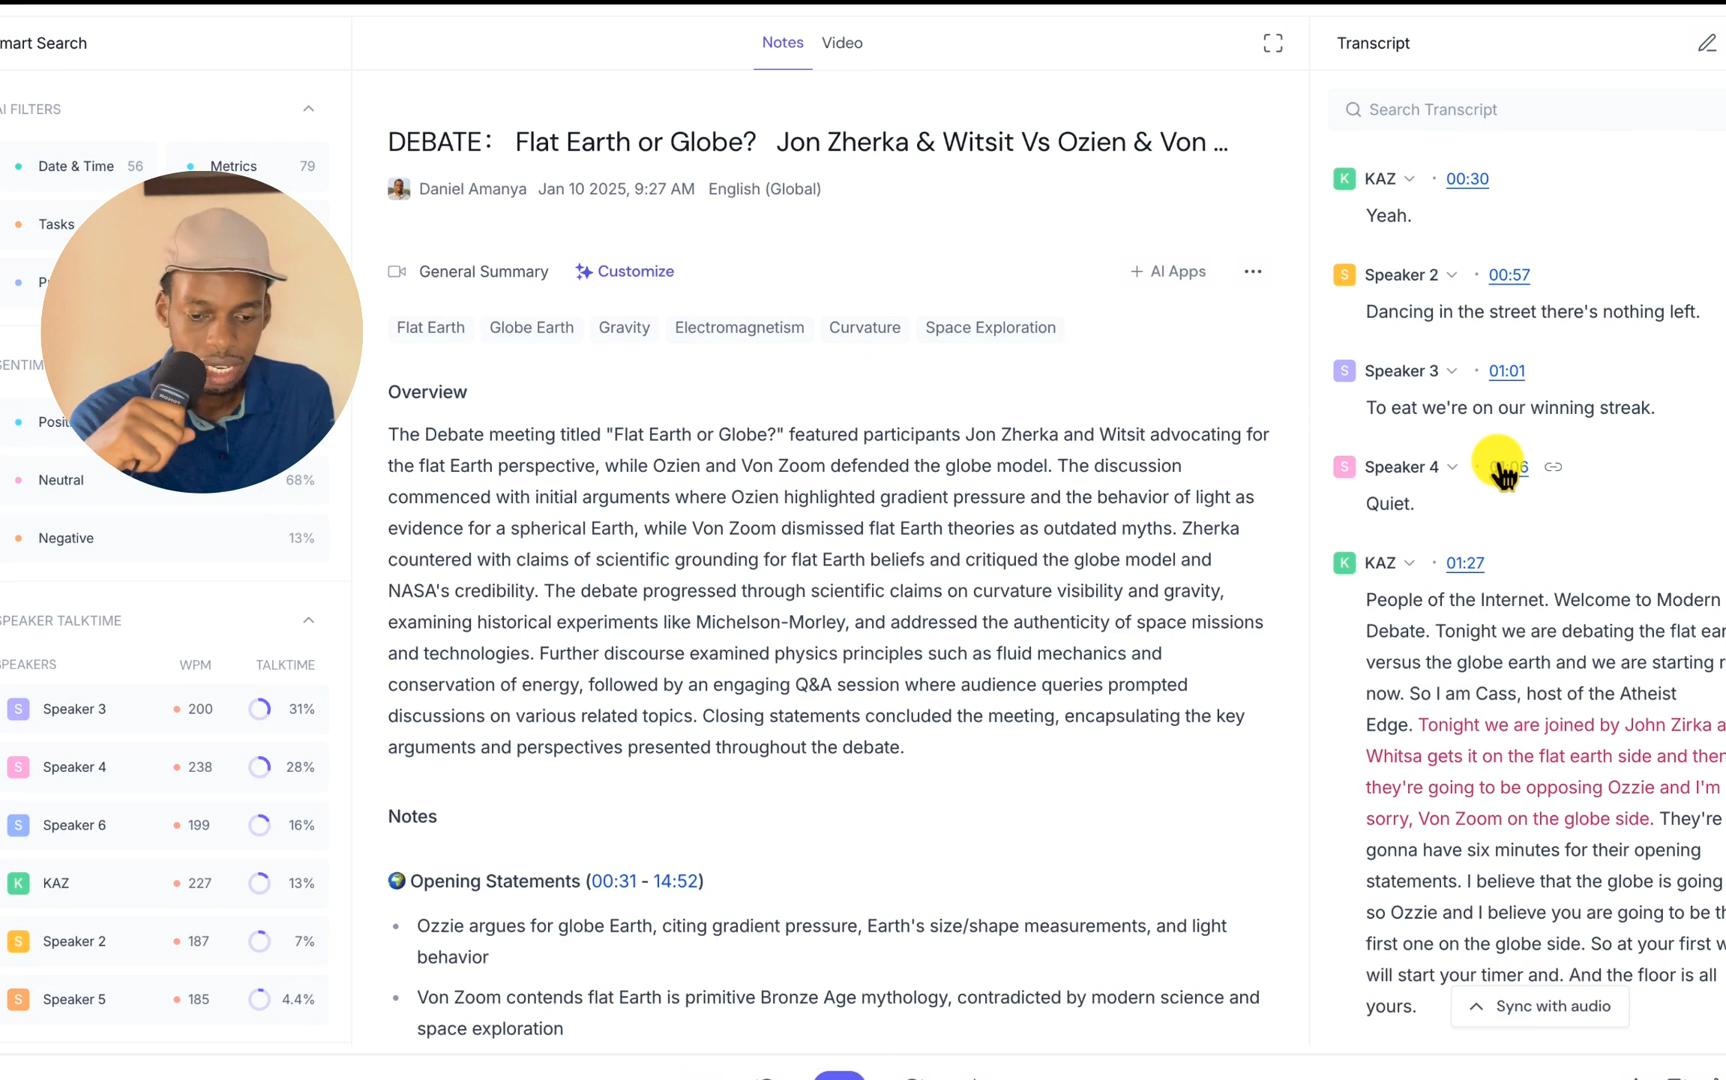 mart Search
AI FILTERS
Date & Time 56
Metrics 79
Tasks
Neutral 68%
Negative 13%
SPEAKER TALKTIME
SPEAKERS WPM TALKTIME
S Speaker 3 200 31%
S Speaker 4 238 28%
S Speaker 6 199 16%
K KAZ 227 13%
S Speaker 2 187 7%
S Speaker 5 185 4.4%
Notes Video
DEBATE: Flat Earth or Globe? Jon Zherka & Witsit Vs Ozien & Von ...
Daniel Amanya Jan 10 2025, 9:27 AM English (Global)
General Summary Customize
+ AI Apps ...
Flat Earth Globe Earth Gravity Electromagnetism Curvature Space Exploration
Overview
The Debate meeting titled "Flat Earth or Globe?" featured participants Jon Zherka and Witsit advocating for
the flat Earth perspective, while Ozien and Von Zoom defended the globe model. The discussion
commenced with initial arguments where Ozien highlighted gradient pressure and the behavior of light as
evidence for a spherical Earth, while Von Zoom dismissed flat Earth theories as outdated myths. Zherka
countered with claims of scientific grounding for flat Earth beliefs and critiqued the globe model and
NASA's credibility. The debate progressed through scientific claims on curvature visibility and gravity,
examining historical experiments like Michelson-Morley, and addressed the authenticity of space missions
and technologies. Further discourse examined physics principles such as fluid mechanics and
conservation of energy, followed by an engaging Q&A session where audience queries prompted
discussions on various related topics. Closing statements concluded the meeting, encapsulating the key
arguments and perspectives presented throughout the debate.
Notes
Opening Statements (00:31 - 14:52)
• Ozzie argues for globe Earth, citing gradient pressure, Earth's size/shape measurements, and light
behavior
• Von Zoom contends flat Earth is primitive Bronze Age mythology, contradicted by modern science and
space exploration
Transcript
Search Transcript
K KAZ · 00:30
Yeah.
S Speaker 2 · 00:57
Dancing in the street there's nothing left.
S Speaker 3 · 01:01
To eat we're on our winning streak.
S Speaker 4
Quiet.
K KAZ · 01:27
People of the Internet. Welcome to Modern
Debate. Tonight we are debating the flat ear
versus the globe earth and we are starting r
now. So I am Cass, host of the Atheist
Edge. Tonight we are joined by John Zirka a
Whitsa gets it on the flat earth side and then
they're going to be opposing Ozzie and I'm
sorry, Von Zoom on the globe side. They're
gonna have six minutes for their opening
statements. I believe that the globe is going
so Ozzie and I believe you are going to be th
first one on the globe side. So at your first w
will start your timer and. And the floor is all
yours.
Sync with audio